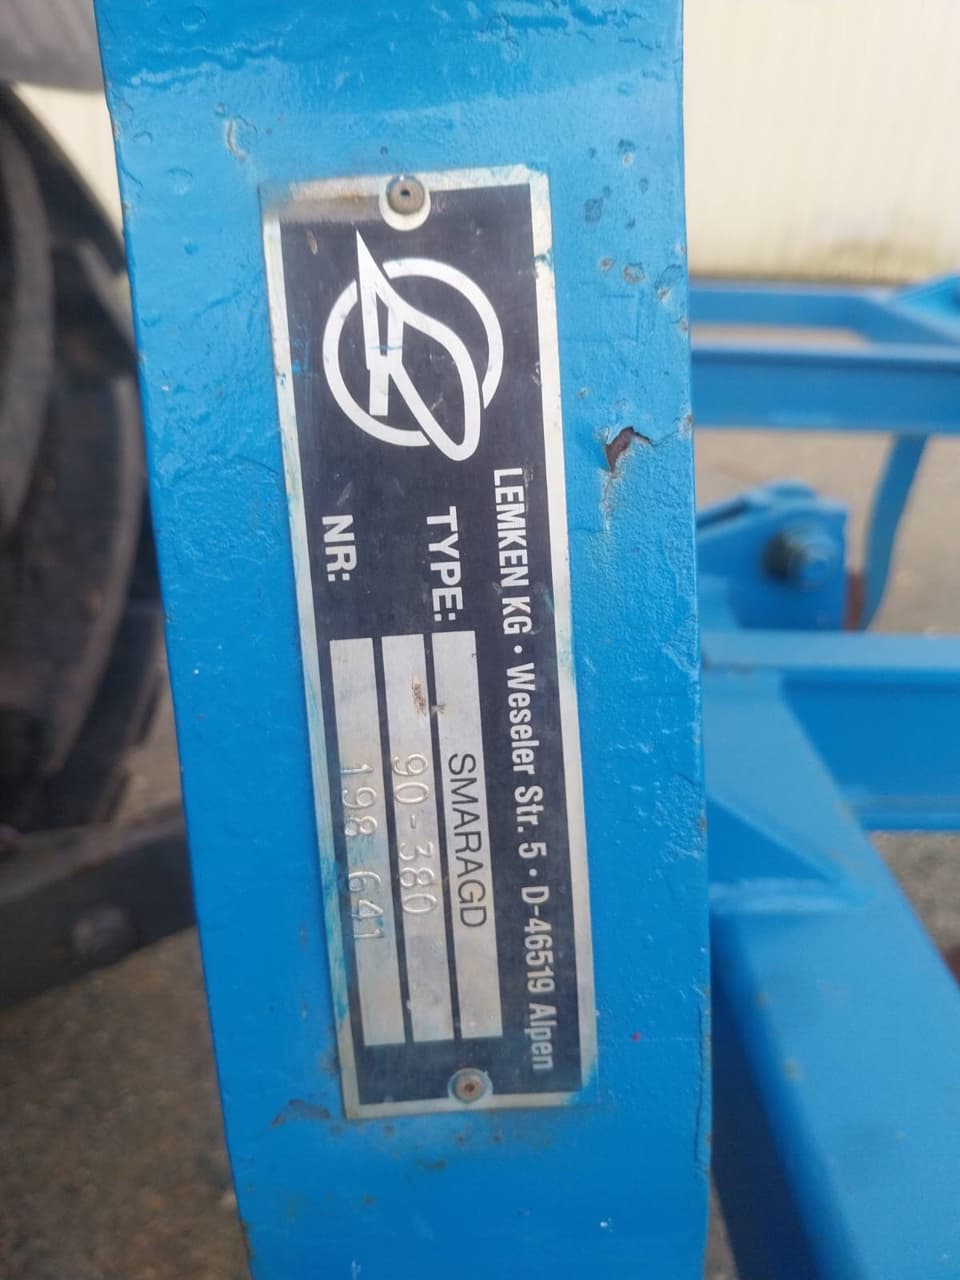 LEMKEN KG · Weseler Str. 5 · D-46519 Alpen
TYPE: SMARAGD
90-380
NR: 198 641